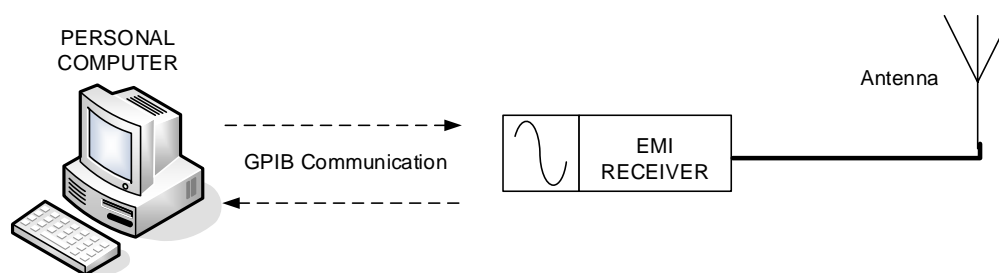 PERSONAL
COMPUTER
GPIB Communication
EMI
RECEIVER
Antenna